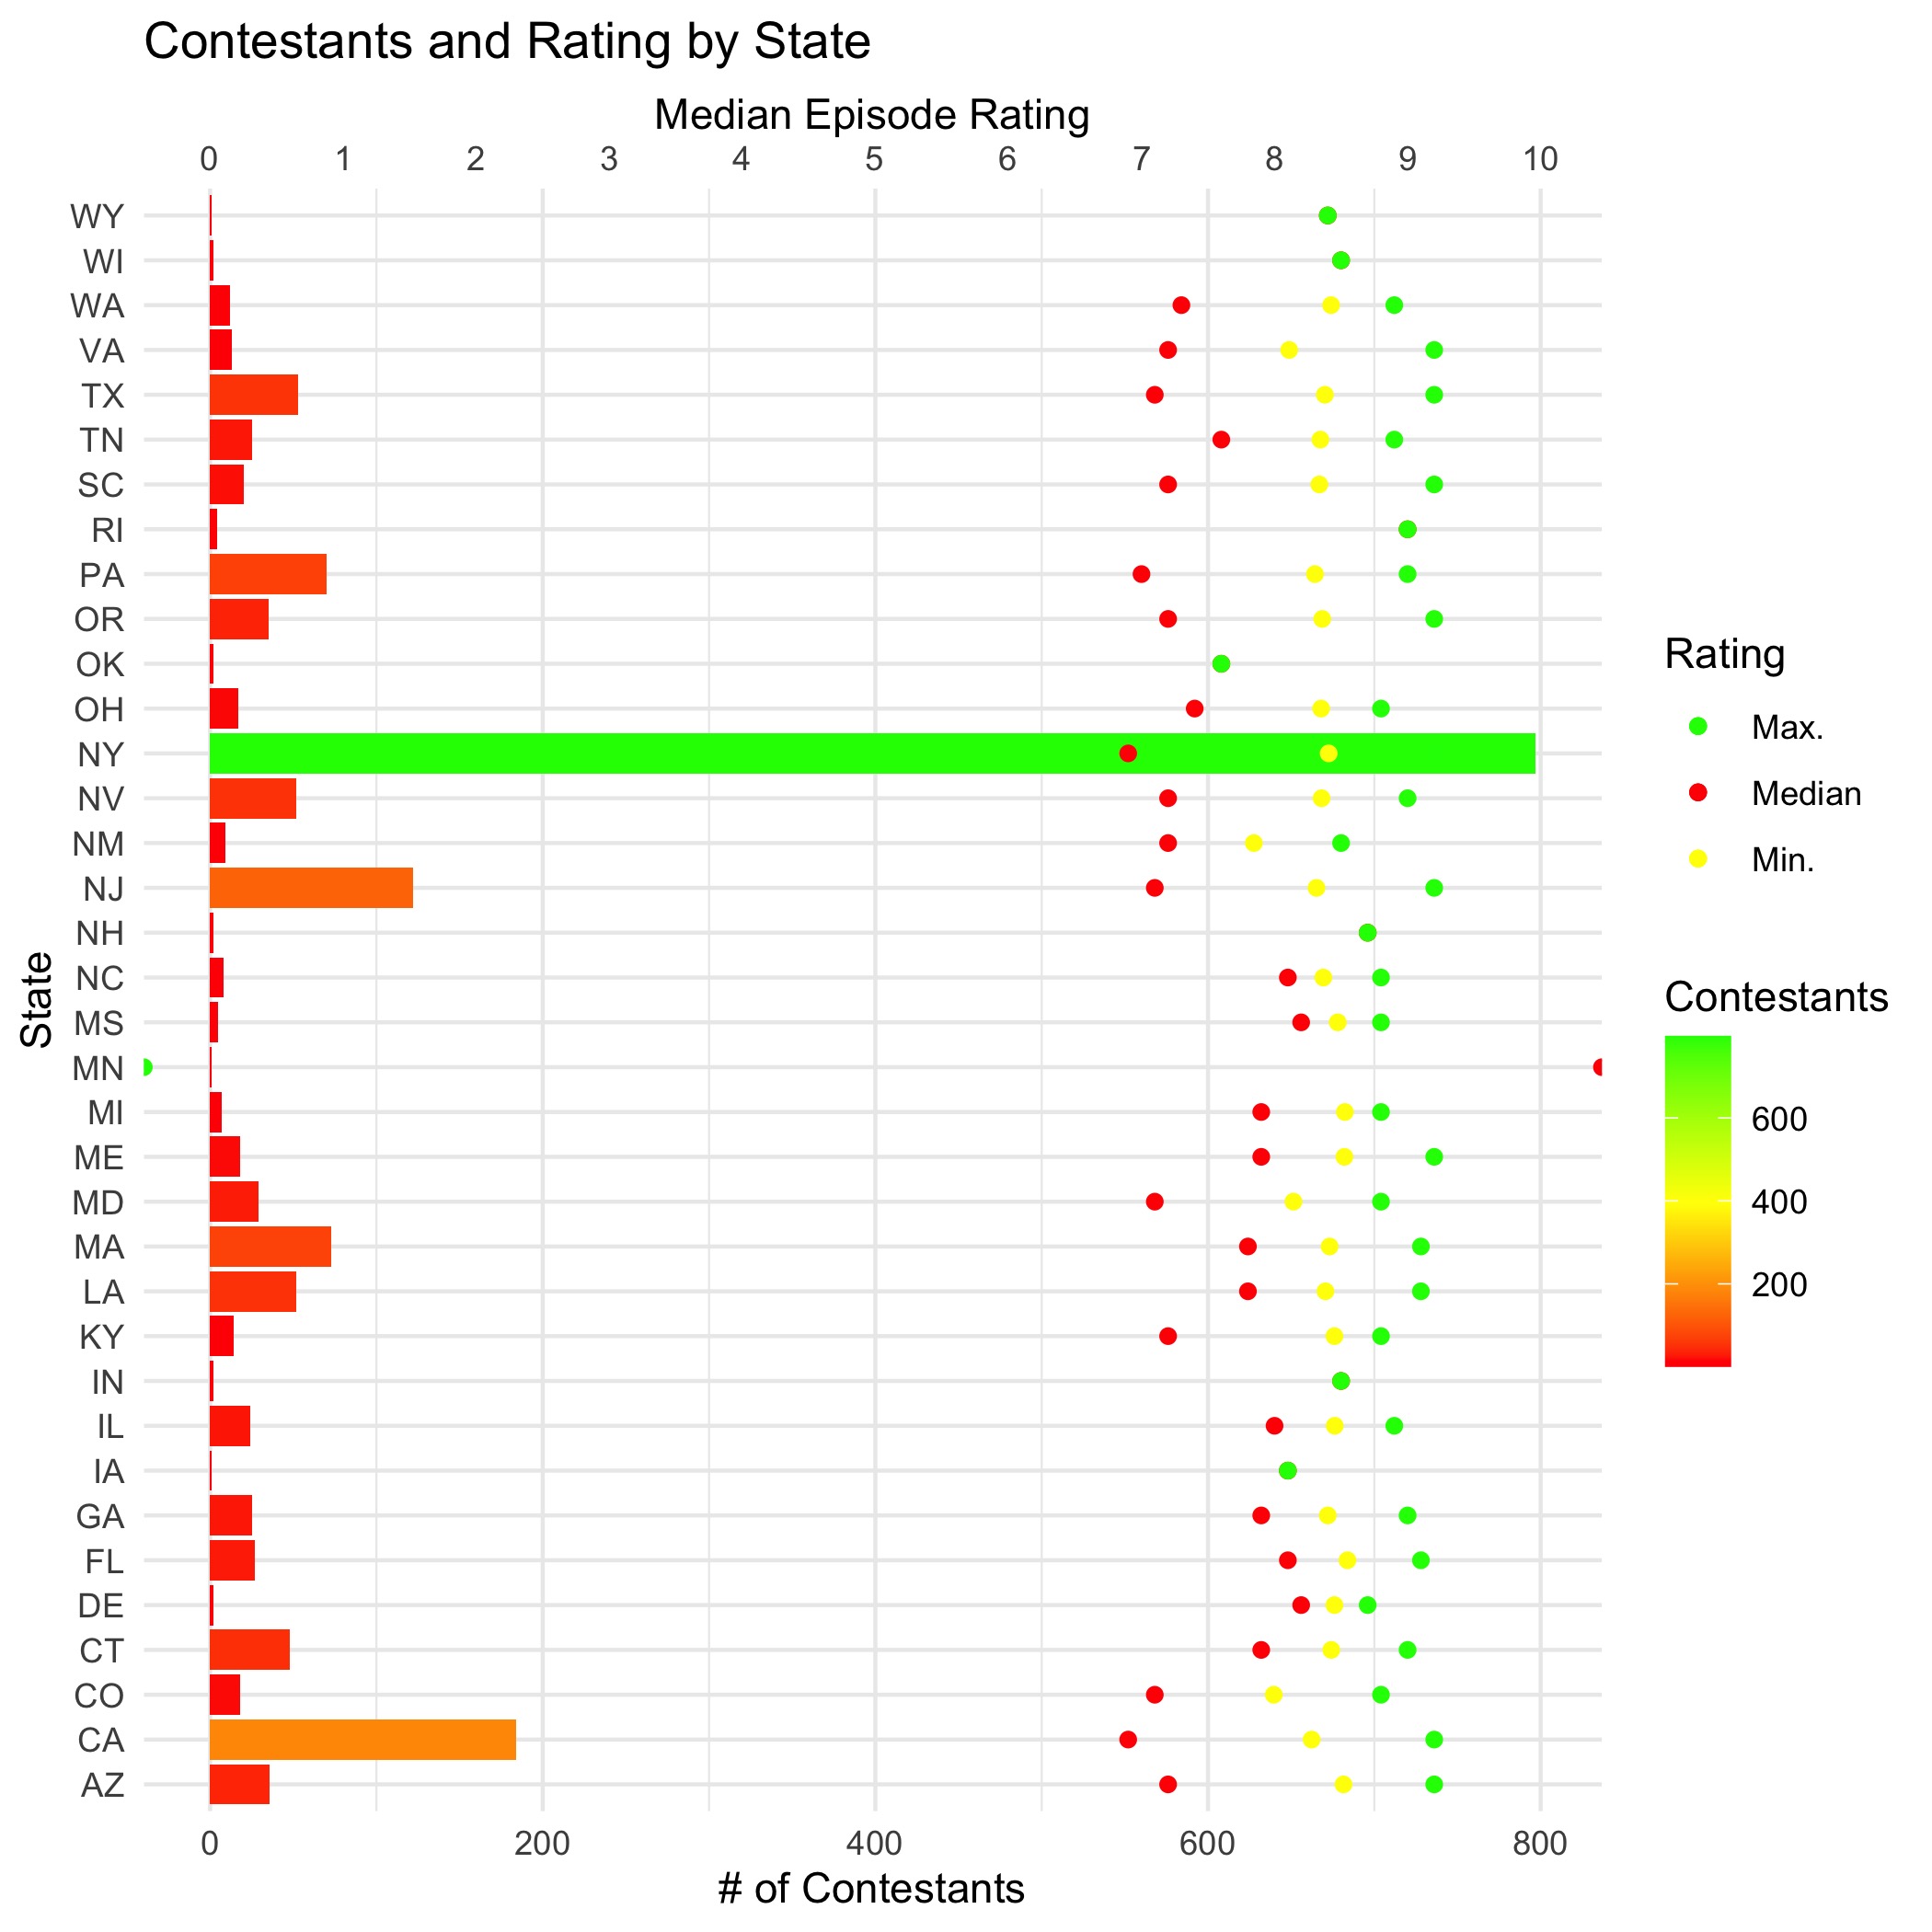 Contestants and Rating by State
Median Episode Rating
0 1 2 3 4 5 6 7 8 9 10
WY
WI
WA
VA
TX
TN
SC
RI
PA
OR
OK
OH
NY
NV
NM
NJ
NH
NC
MS
MN
MI
ME
MD
MA
LA
KY
IN
IL
IA
GA
FL
DE
CT
CO
CA
AZ
State
0 200 400 600 800
# of Contestants
Rating
Max.
Median
Min.
Contestants
600
400
200